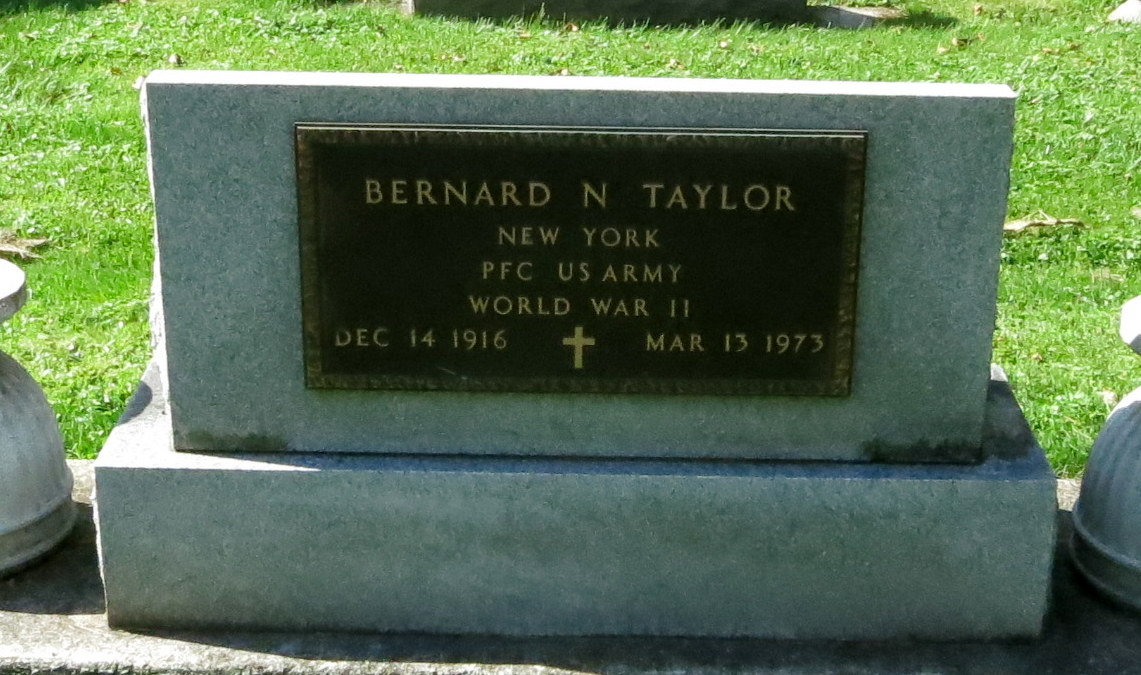 BERNARD N TAYLOR
NEW YORK
PFC US ARMY
WORLD WAR II
DEC 14 1916 MAR 13 1973